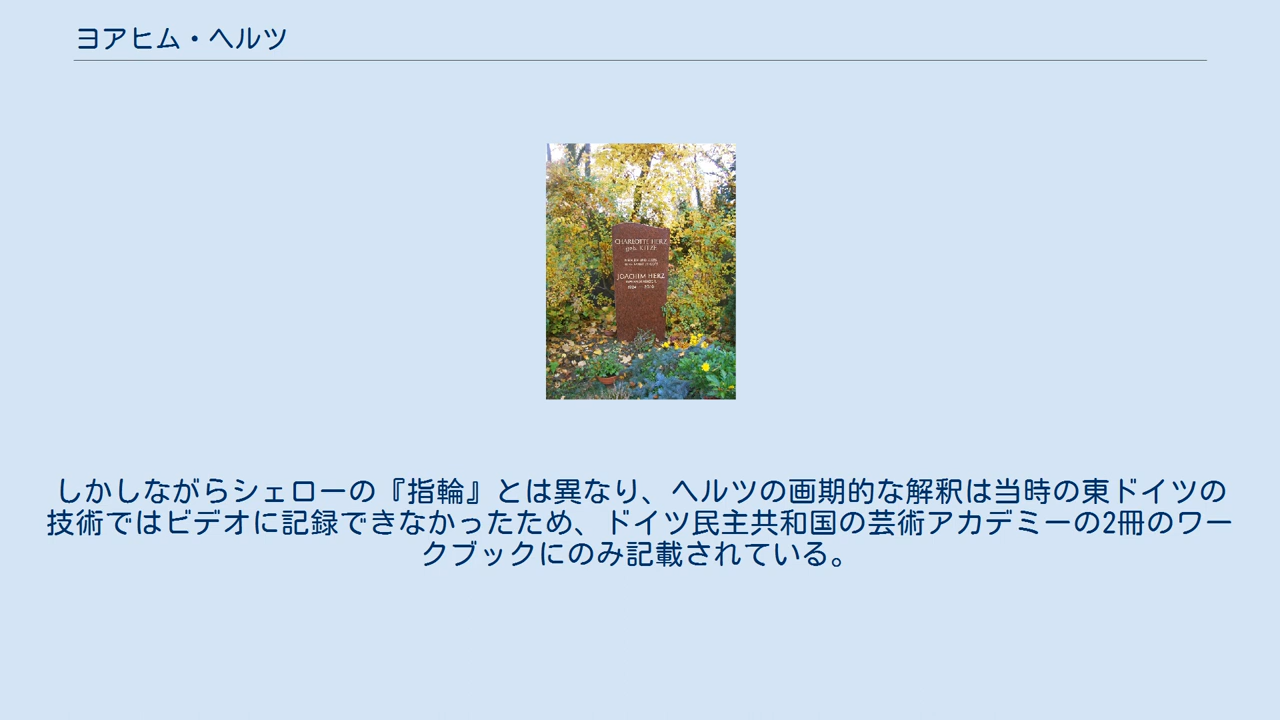 ヨアヒム・ヘルツ
CHARLOTTE HERZ
geb. KITZE
JOACHIM HERZ
しかしながらシェローの『指輪』とは異なり、ヘルツの画期的な解釈は当時の東ドイツの
技術ではビデオに記録できなかったため、ドイツ民主共和国の芸術アカデミーの2冊のワー
クブックにのみ記載されている。